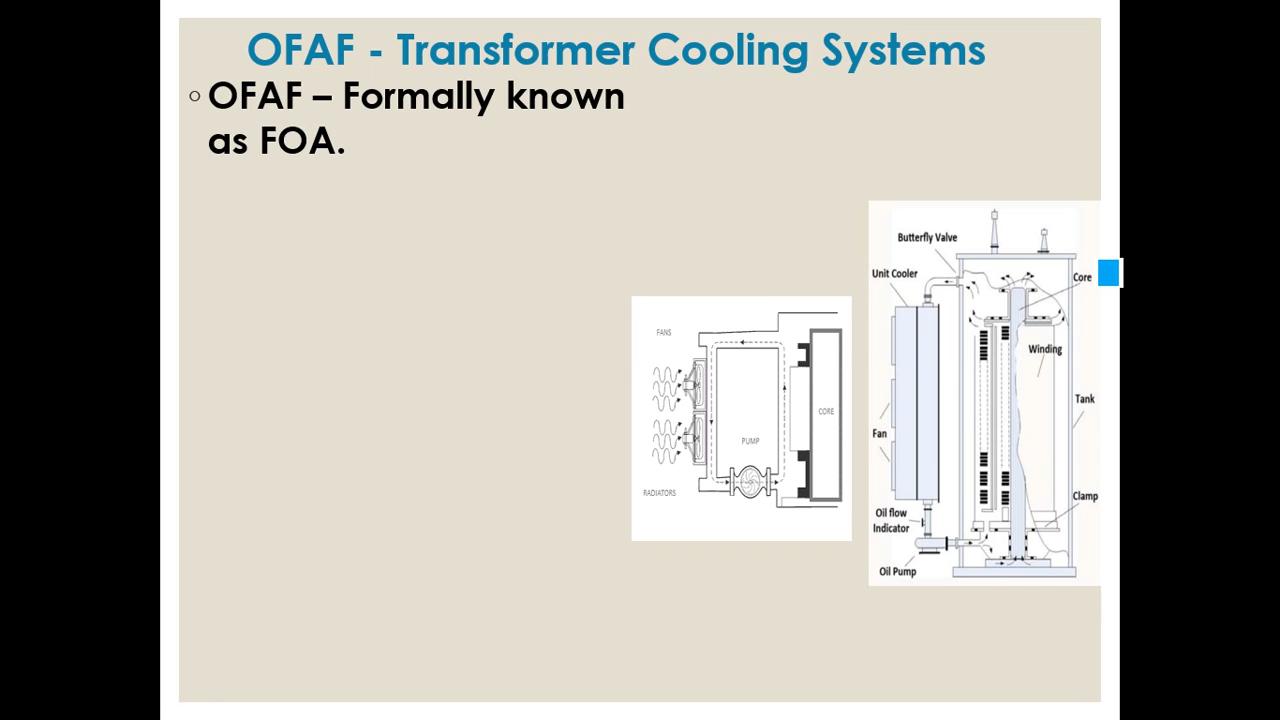 OFAF - Transformer Cooling Systems
◦ OFAF – Formally known
as FOA.
FANS
CORE
PUMP
RADIATORS
Butterfly Valve
Unit Cooler
Core
Winding
Tank
Fan
Clamp
Oil flow
Indicator
Oil Pump